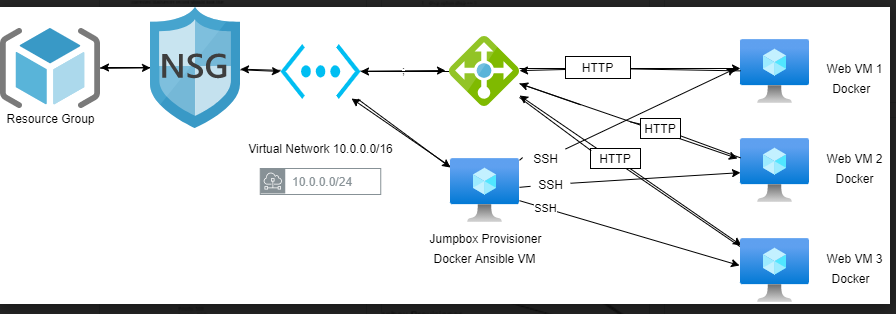 NSG
Resource Group
Virtual Network 10.0.0.0/16
10.0.0.0/24
HTTP
HTTP
HTTP
SSH
SSH
SSH
Jumpbox Provisioner
Docker Ansible VM
Web VM 1
Docker
Web VM 2
Docker
Web VM 3
Docker